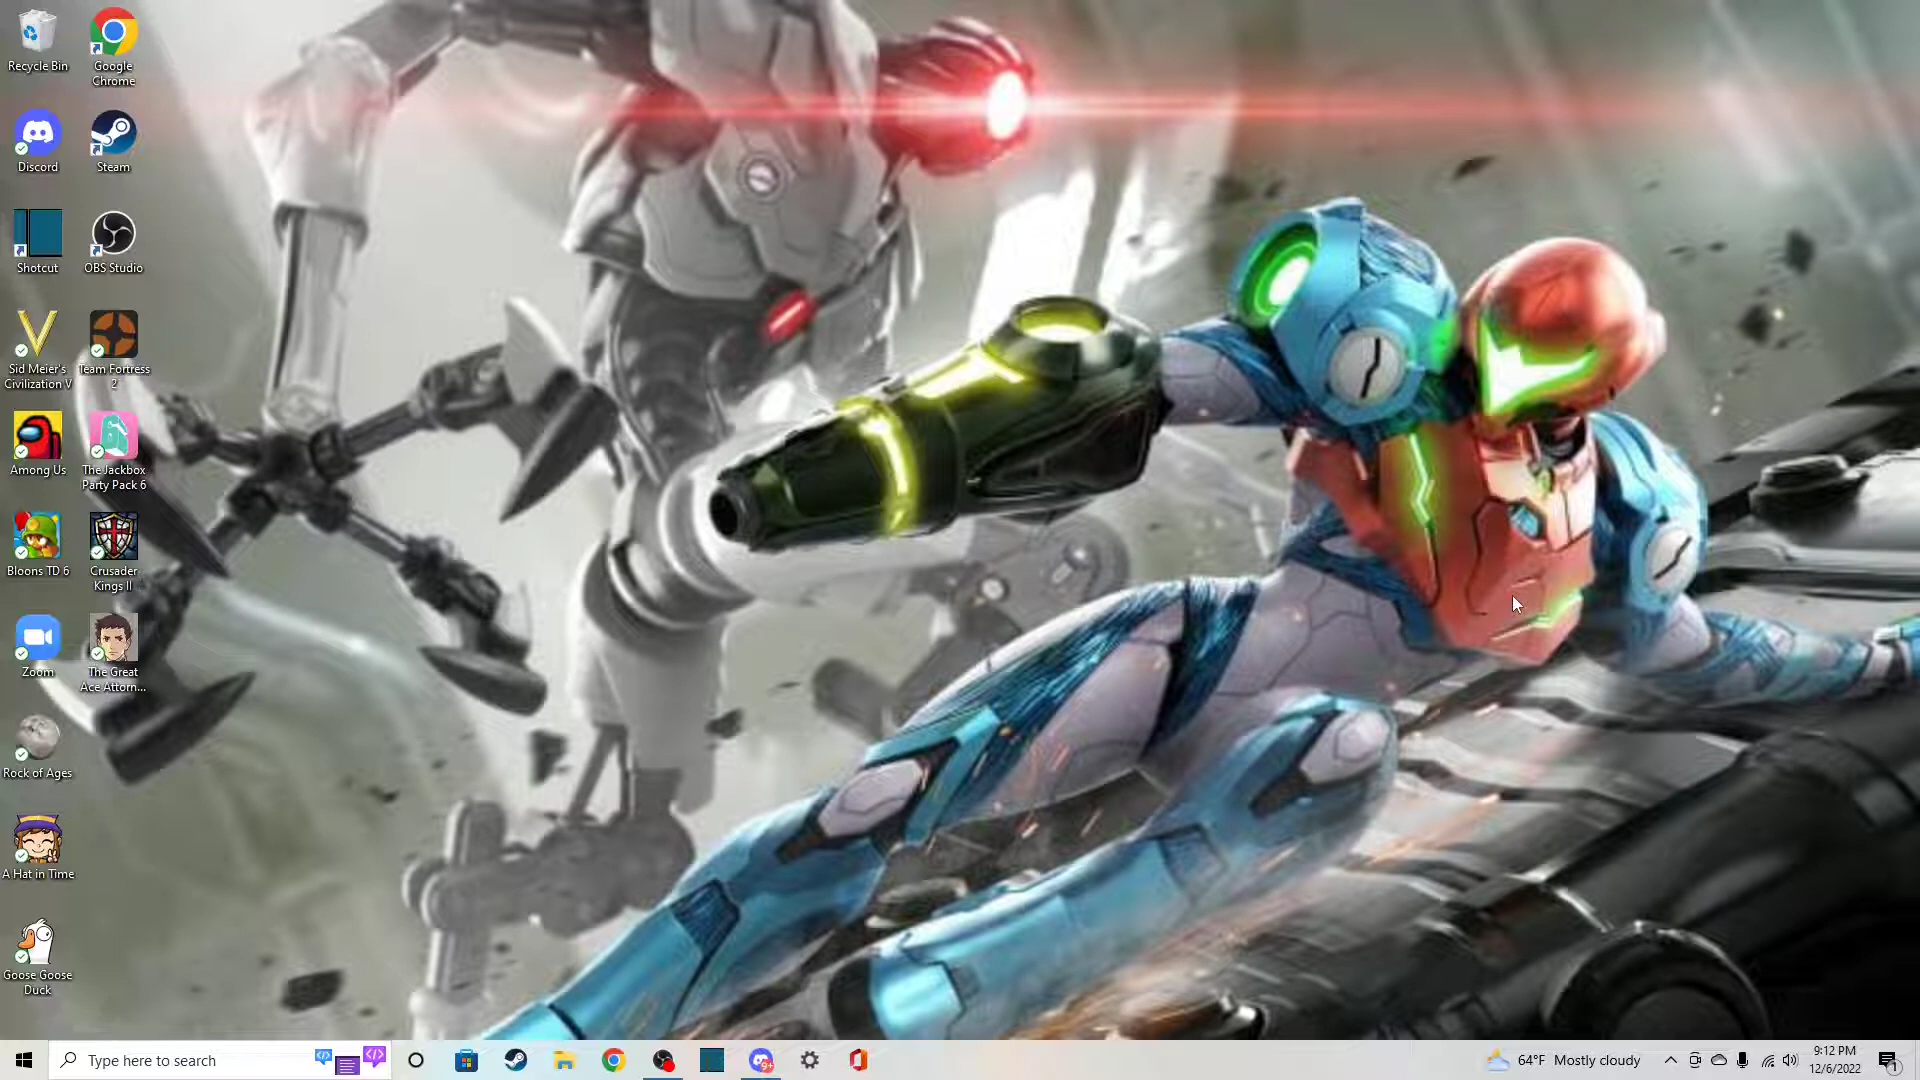 Recycle Bin
Google
Chrome
Discord
Steam
Shotcut
OBS Studio
Sid Meier's
Civilization V
Team Fortress
2
Among Us
The Jackbox
Party Pack 6
Bloons TD 6
Crusader
Kings II
Zoom
The Great
Ace Attorn...
Rock of Ages
A Hat in Time
Goose Goose
Duck
Type here to search
9+
64°F Mostly cloudy
9:12 PM
12/6/2022
1